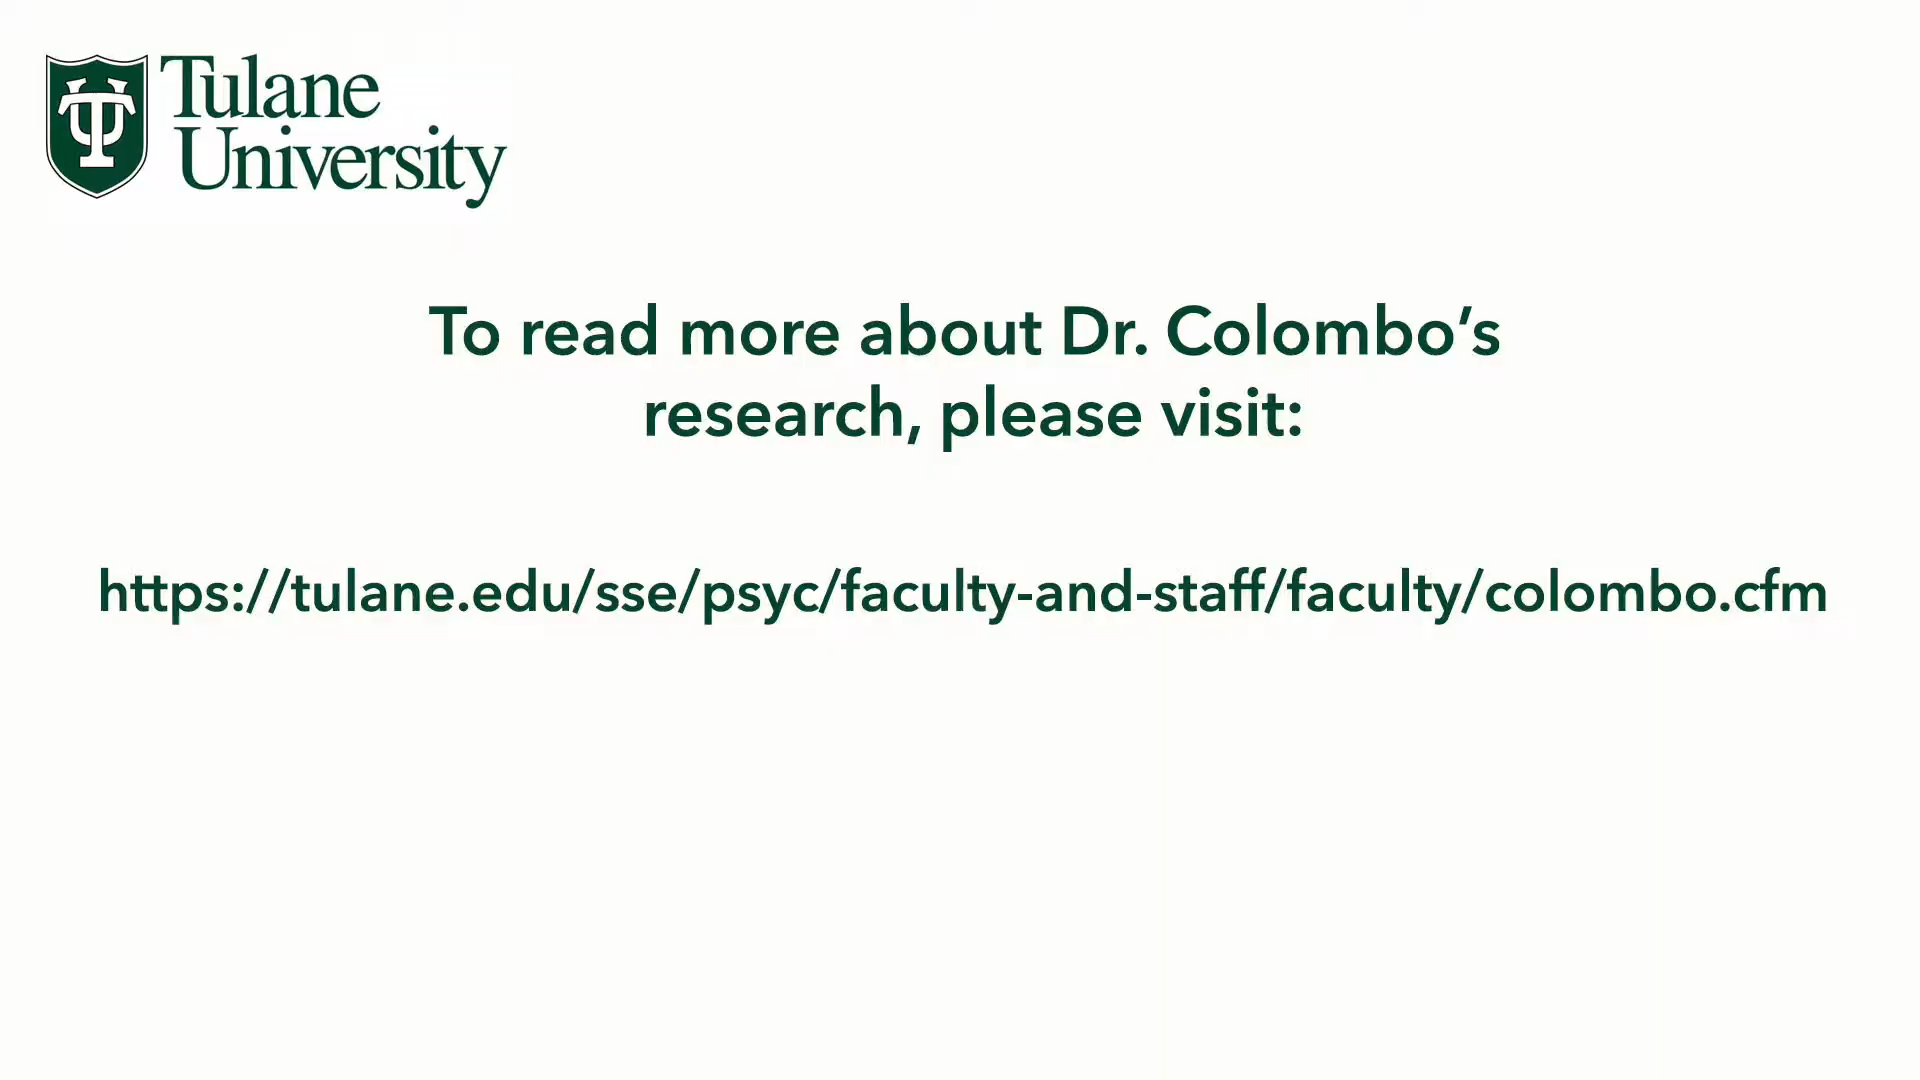 Tulane
University
To read more about Dr. Colombo’s
research, please visit:
https://tulane.edu/sse/psyc/faculty-and-staff/faculty/colombo.cfm